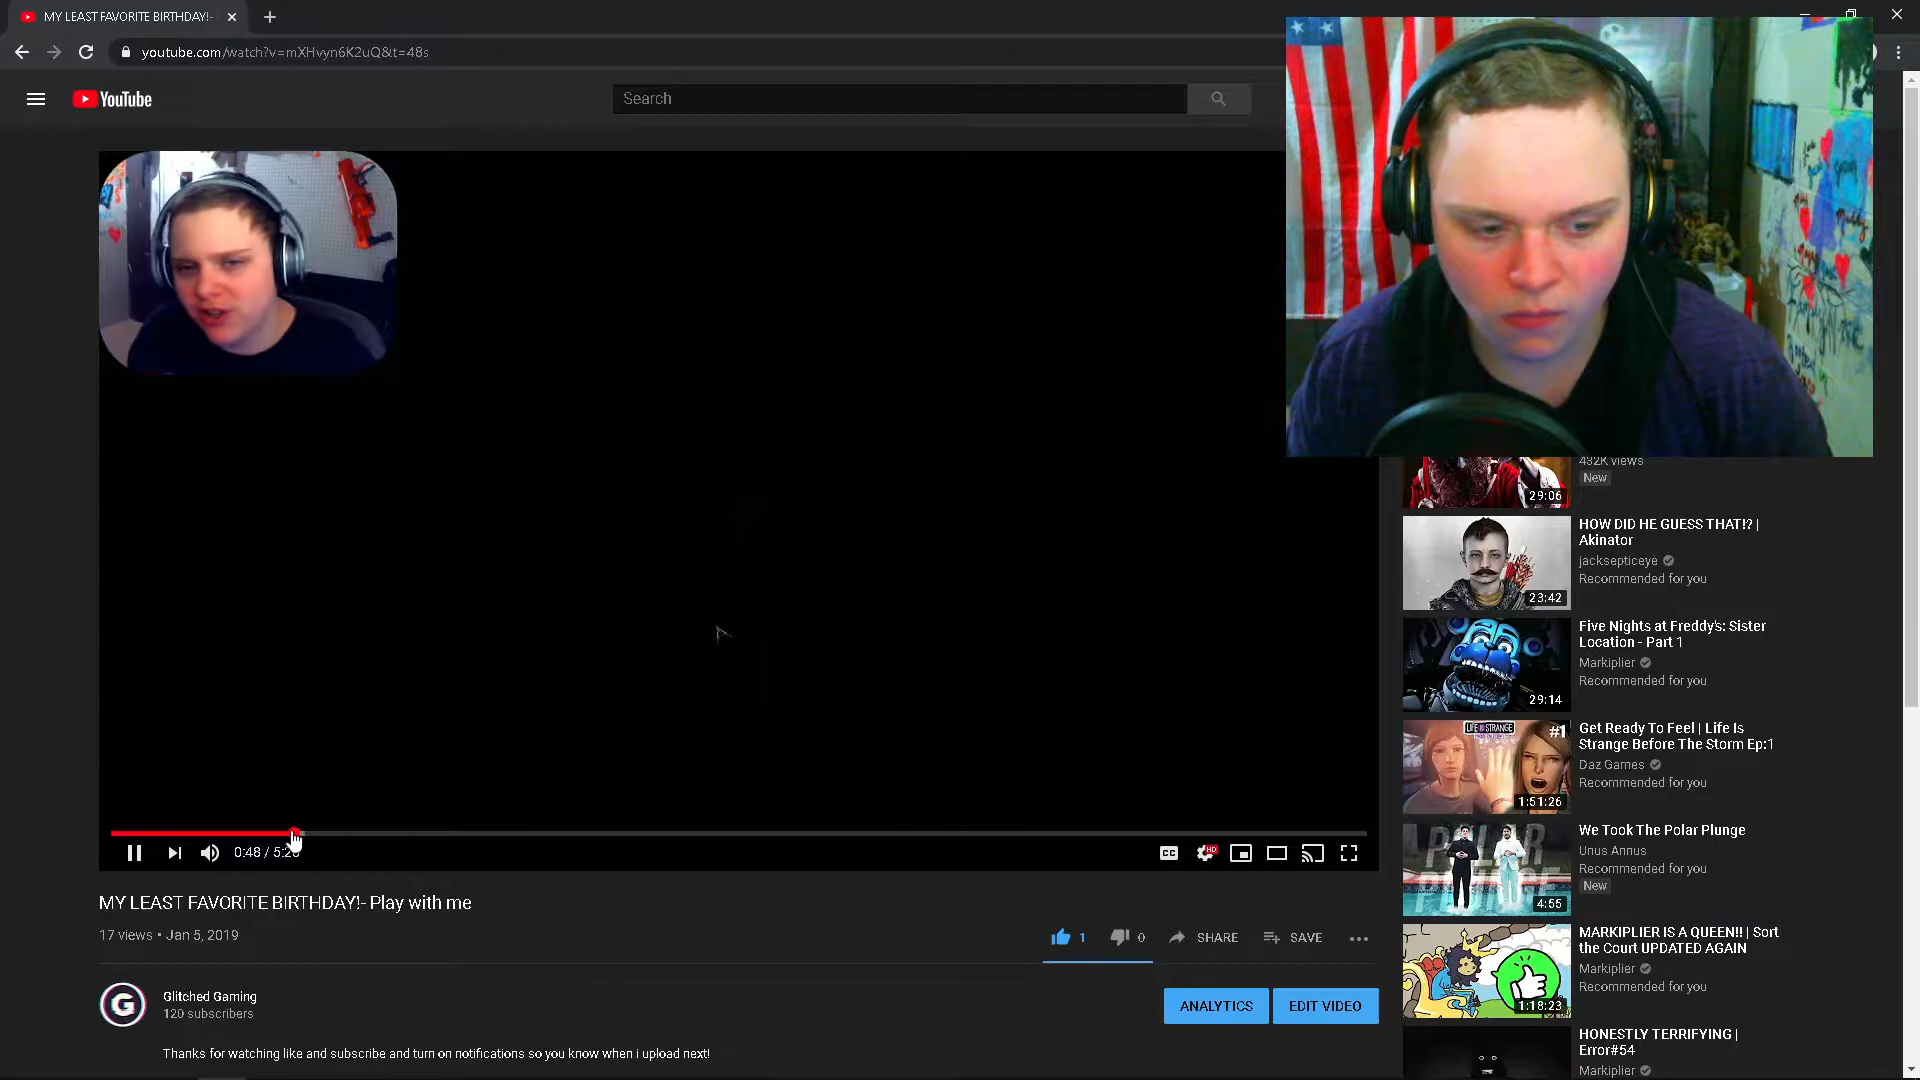 MY LEAST FAVORITE BIRTHDAY!-
youtube.com/watch?v=mXHvyn6K2uQ&t=48s
YouTube
Search
0:48 / 5:2
CC
HD
MY LEAST FAVORITE BIRTHDAY!- Play with me
17 views • Jan 5, 2019
1
0
SHARE
SAVE
G
Glitched Gaming
120 subscribers
ANALYTICS
EDIT VIDEO
Thanks for watching like and subscribe and turn on notifications so you know when i upload next!
432K views
New
29:06
HOW DID HE GUESS THAT!? |
Akinator
jacksepticeye
Recommended for you
23:42
Five Nights at Freddy's: Sister
Location - Part 1
Markiplier
Recommended for you
29:14
LIFE IS STRANGE
#1
Get Ready To Feel | Life Is
Strange Before The Storm Ep:1
Daz Games
Recommended for you
1:51:26
We Took The Polar Plunge
Unus Annus
Recommended for you
New
4:55
MARKIPLIER IS A QUEEN!! | Sort
the Court UPDATED AGAIN
Markiplier
Recommended for you
1:18:23
HONESTLY TERRIFYING |
Error#54
Markiplier